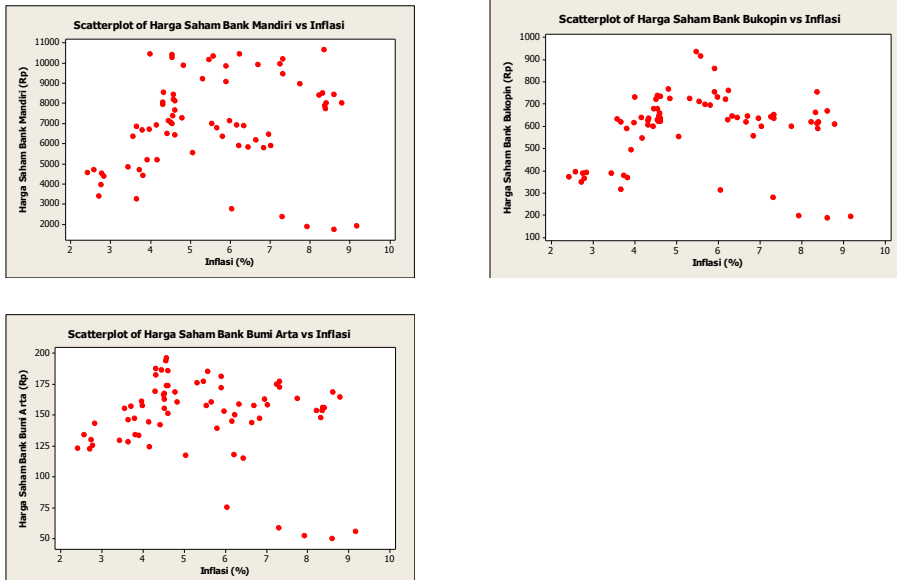 Scatterplot of Harga Saham Bank Mandiri vs Inflasi
Harga Saham Bank Mandiri (Rp)
11000
10000
9000
8000
7000
6000
5000
4000
3000
2000
2 3 4 5 6 7 8 9 10
Inflasi (%)
Scatterplot of Harga Saham Bank Bukopin vs Inflasi
Harga Saham Bank Bukopin (Rp)
1000
900
800
700
600
500
400
300
200
100
2 3 4 5 6 7 8 9 10
Inflasi (%)
Scatterplot of Harga Saham Bank Bumi Arta vs Inflasi
Harga Saham Bank Bumi Arta (Rp)
200
175
150
125
100
75
50
2 3 4 5 6 7 8 9 10
Inflasi (%)